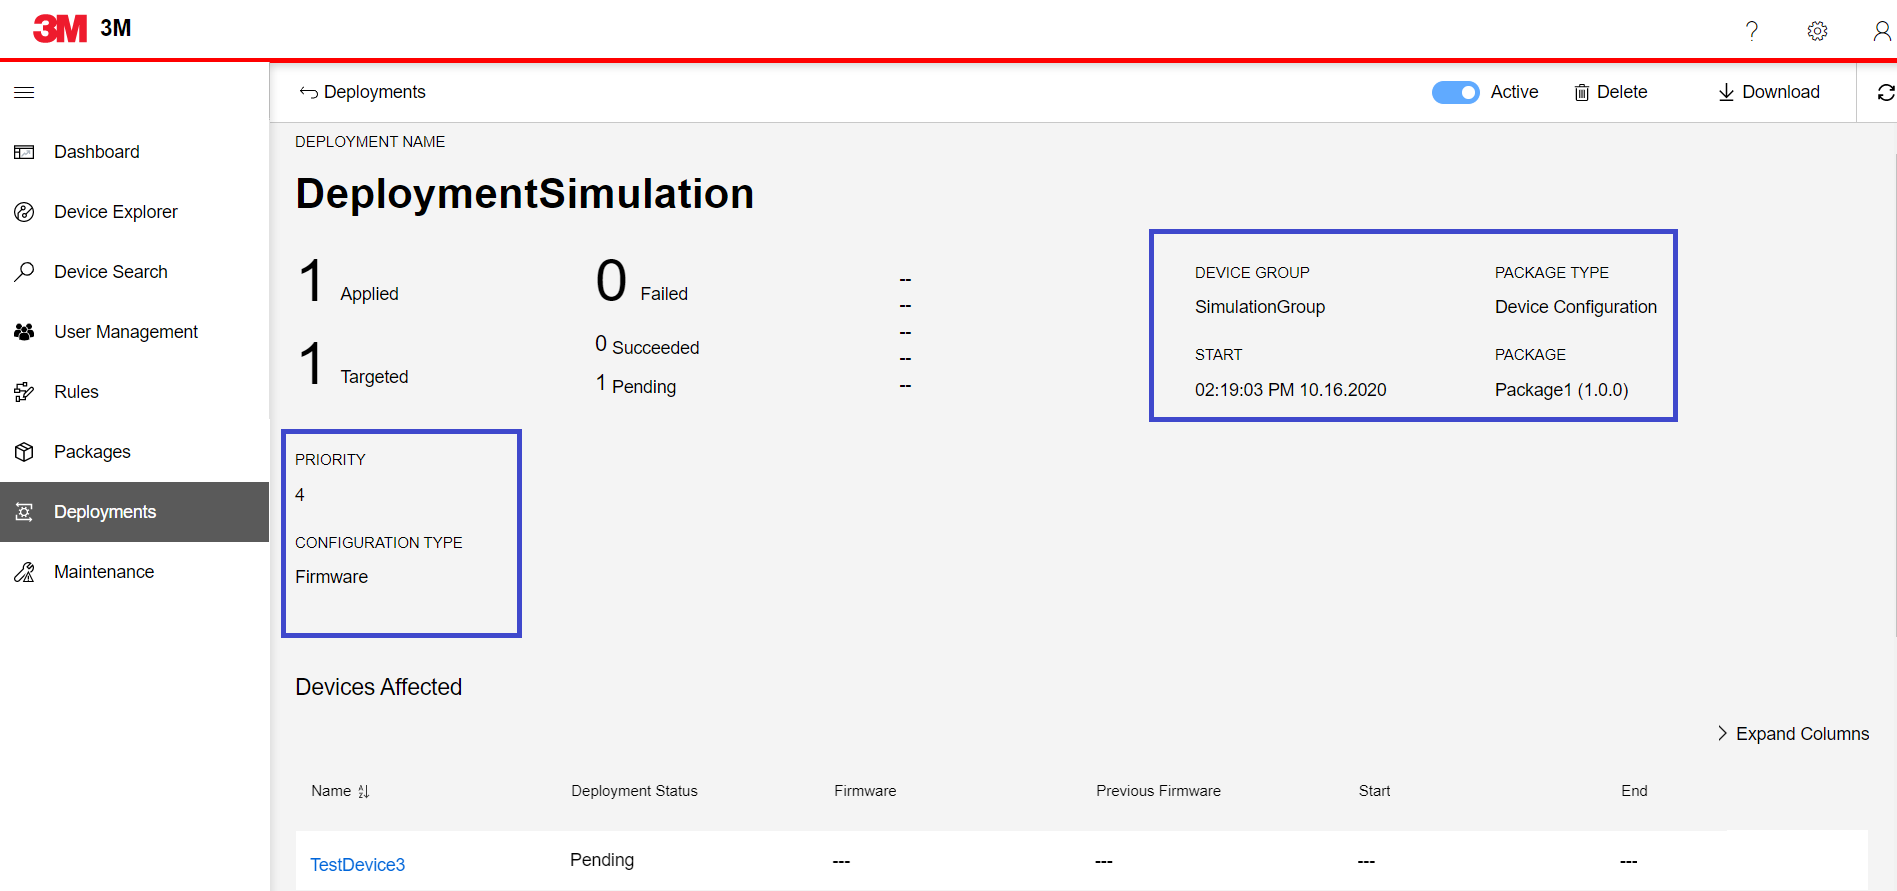 3M 3M
?
Deployments
Active
Delete
Download
Dashboard
Device Explorer
Device Search
User Management
Rules
Packages
Deployments
Maintenance
DEPLOYMENT NAME
DeploymentSimulation
1 Applied
1 Targeted
0 Failed
0 Succeeded
1 Pending
--
--
--
--
--
DEVICE GROUP
SimulationGroup
PACKAGE TYPE
Device Configuration
START
02:19:03 PM 10.16.2020
PACKAGE
Package1 (1.0.0)
PRIORITY
4
CONFIGURATION TYPE
Firmware
Devices Affected
Expand Columns
Name Deployment Status Firmware Previous Firmware Start End
TestDevice3 Pending --- --- --- ---